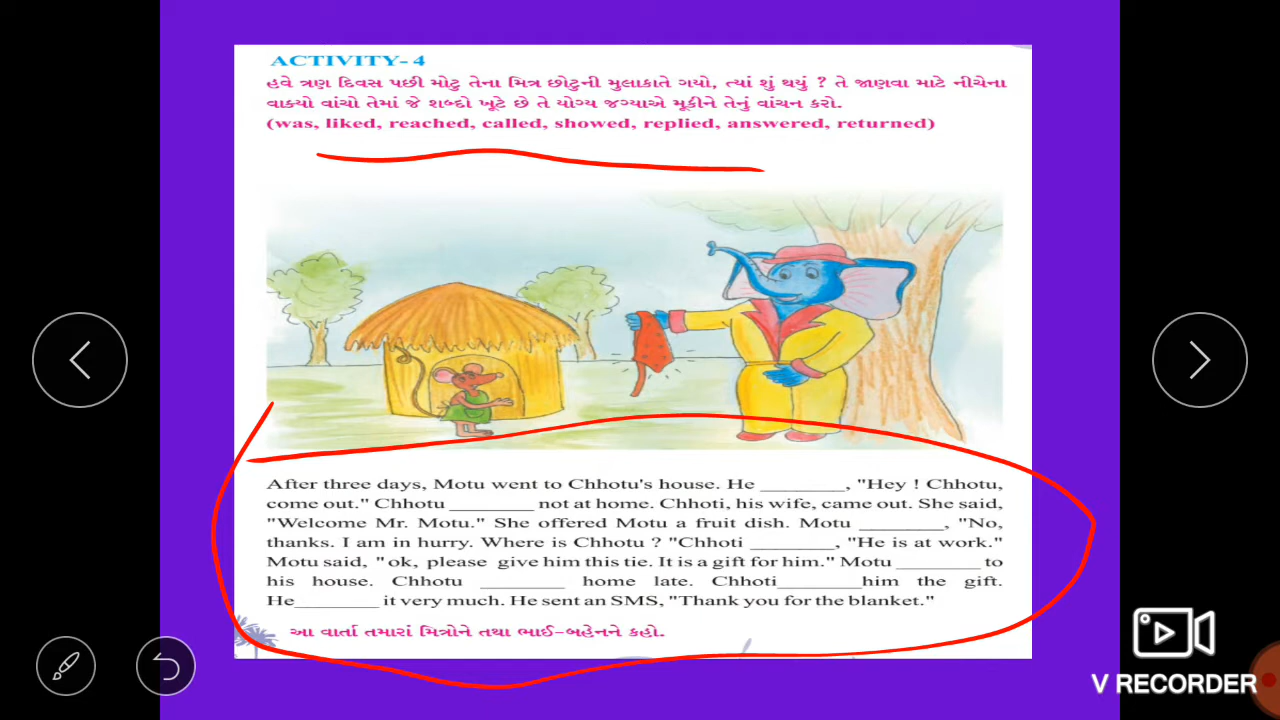 ACTIVITY- 4
હવે ત્રણ દિવસ પછી મોટુ તેના મિત્ર છોટુની મુલાકાતે ગયો, ત્યાં શું થયું ? તે જાણવા માટે નીચેના
વાક્યો વાંચો તેમાં જે શબ્દો ખૂટે છે તે યોગ્ય જગ્યાએ મૂકીને તેનું વાંચન કરો.
(was, liked, reached, called, showed, replied, answered, returned)
After three days, Motu went to Chhotu's house. He ________, "Hey ! Chhotu,
come out." Chhotu ________ not at home. Chhoti, his wife, came out. She said,
"Welcome Mr. Motu." She offered Motu a fruit dish. Motu ________, "No,
thanks. I am in hurry. Where is Chhotu ? "Chhoti ________, "He is at work."
Motu said, "ok, please give him this tie. It is a gift for him." Motu ________ to
his house. Chhotu ________ home late. Chhoti________him the gift.
He________ it very much. He sent an SMS, "Thank you for the blanket."
આ વાર્તા તમારાં મિત્રોને તથા ભાઈ-બહેનને કહો.
V RECORDER